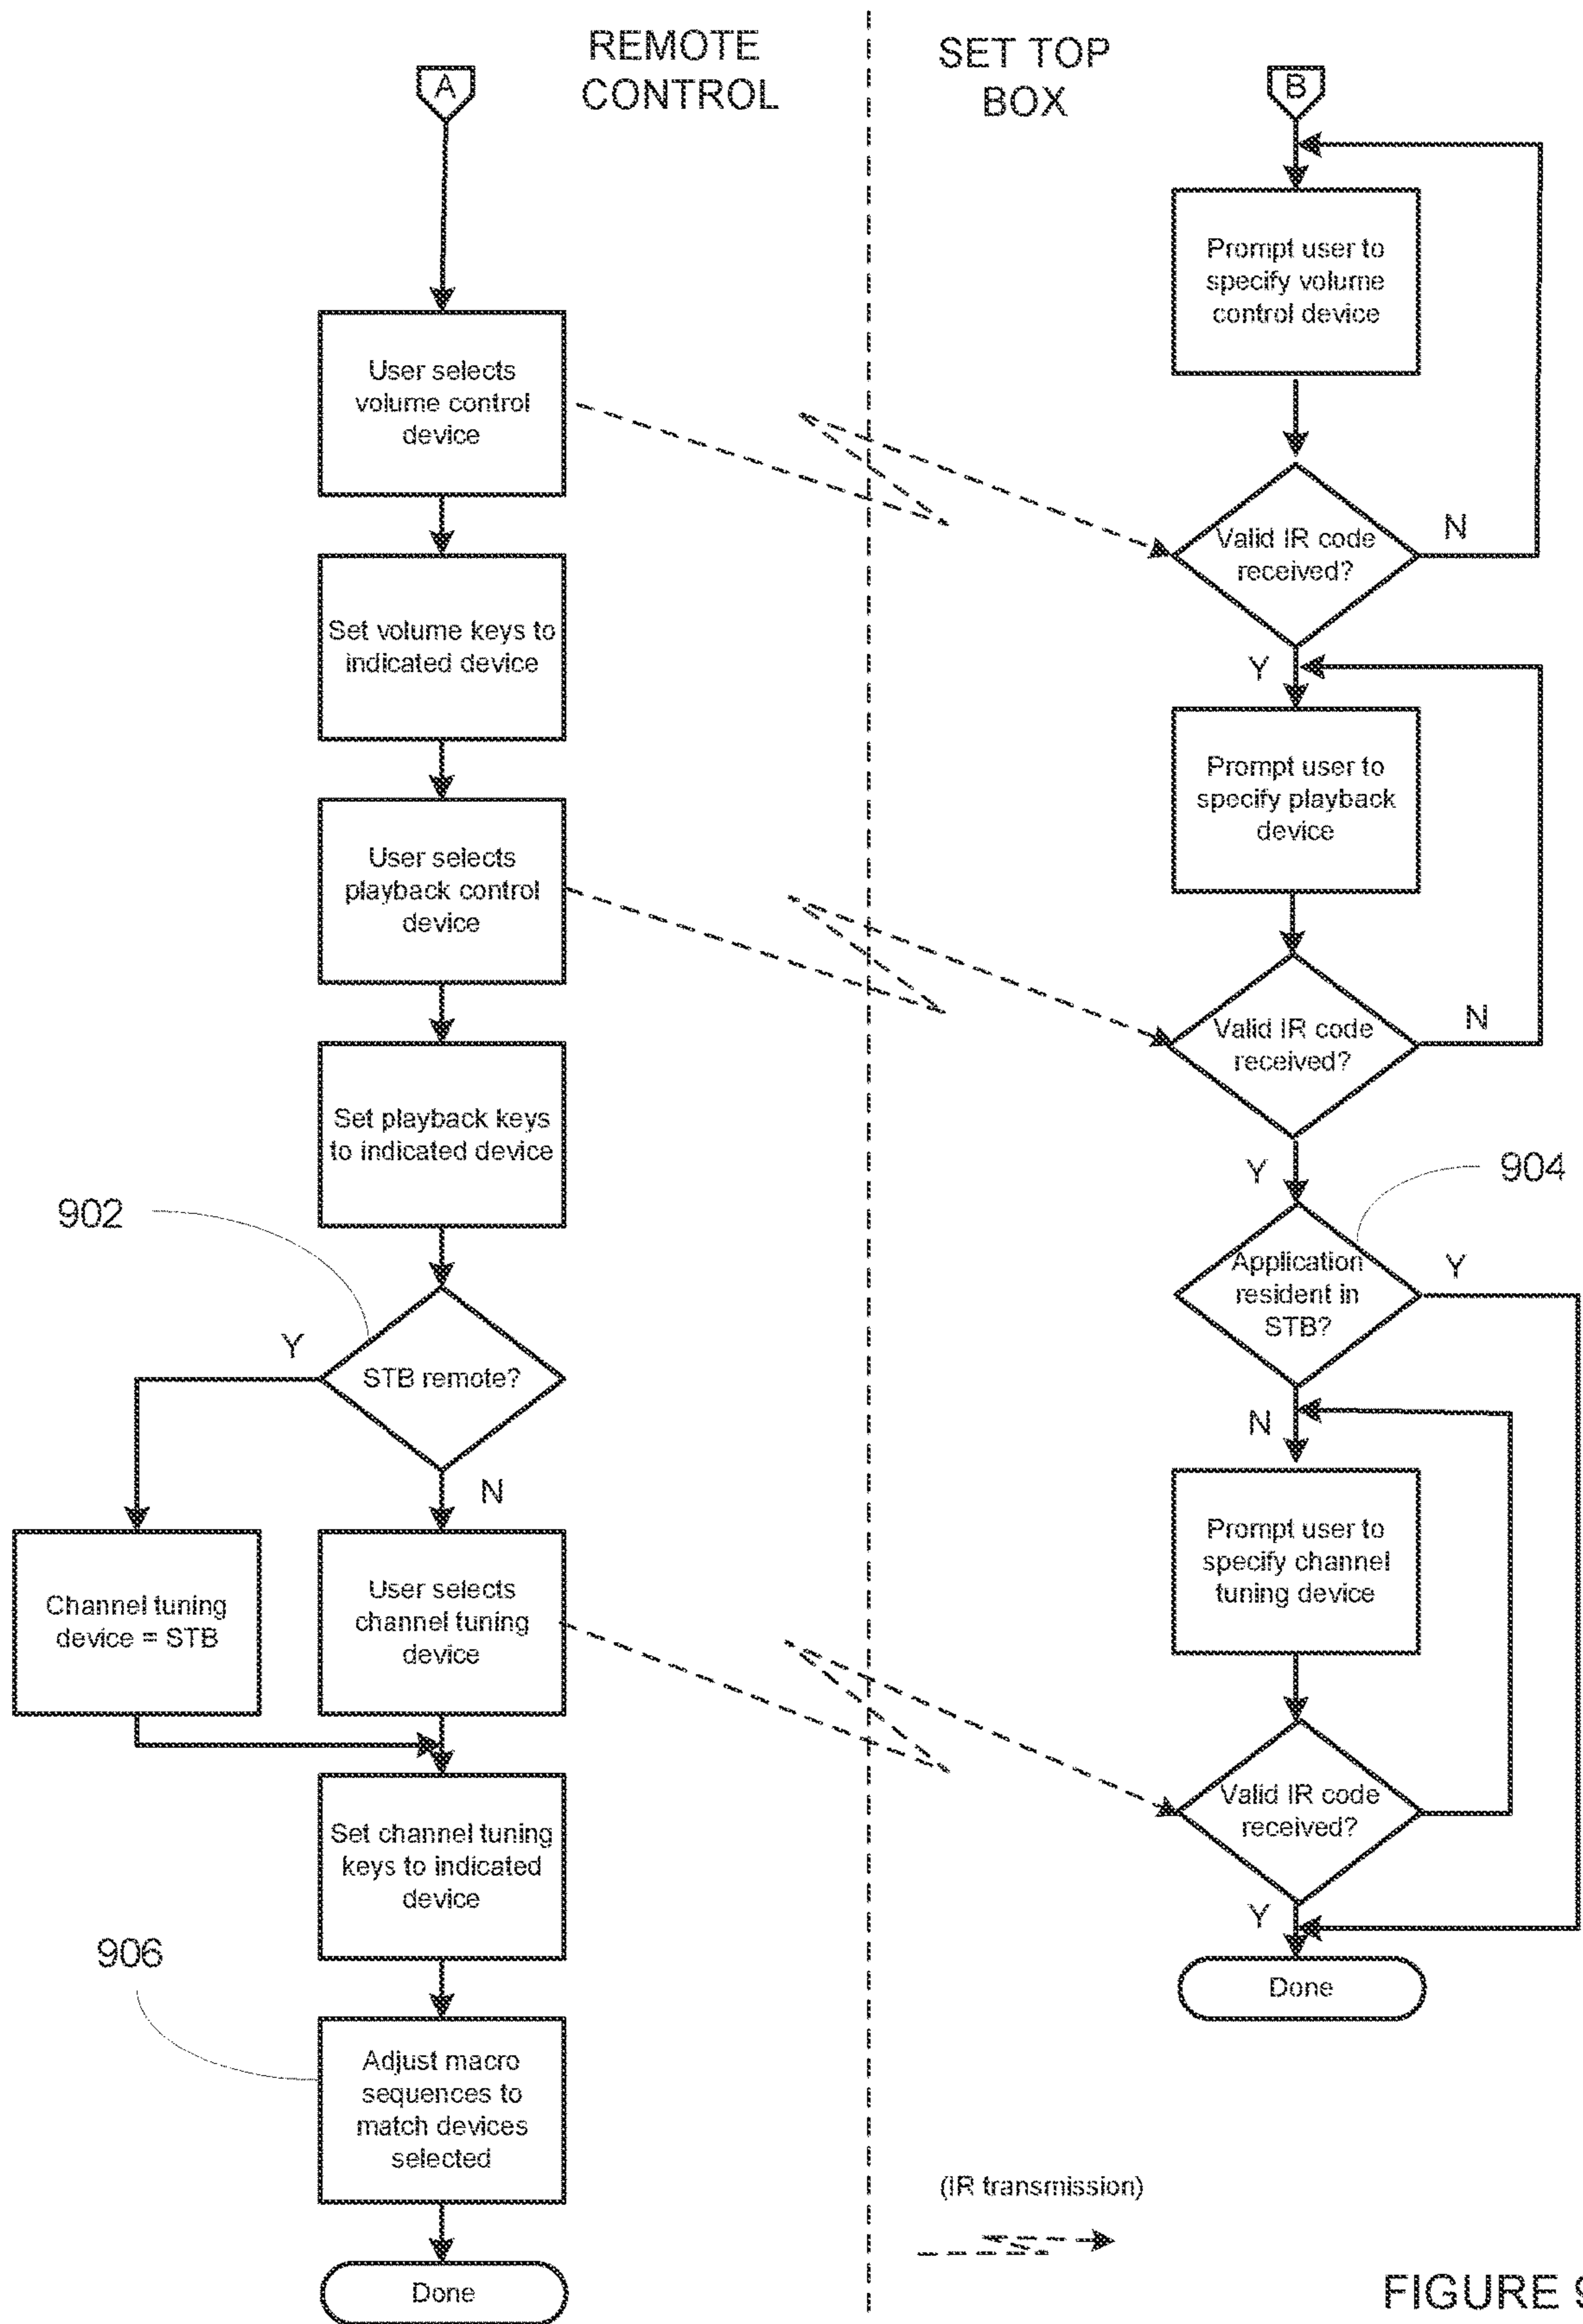 REMOTE
CONTROL
SET TOP
BOX
A
User selects
volume control
device
Set volume keys to
indicated device
User selects
playback control
device
Set playback keys
to indicated device
902
STB remote?
Y
N
Channel tuning
device = STB
User selects
channel tuning
device
Set channel tuning
keys to indicated
device
906
Adjust macro
sequences to
match devices
selected
Done
B
Prompt user to
specify volume
control device
Valid IR code
received?
N
Y
Prompt user to
specify playback
device
Valid IR code
received?
N
Y
904
Application
resident in
STB?
Y
N
Prompt user to
specify channel
tuning device
Valid IR code
received?
Y
Done
(IR transmission)
FIGURE 9